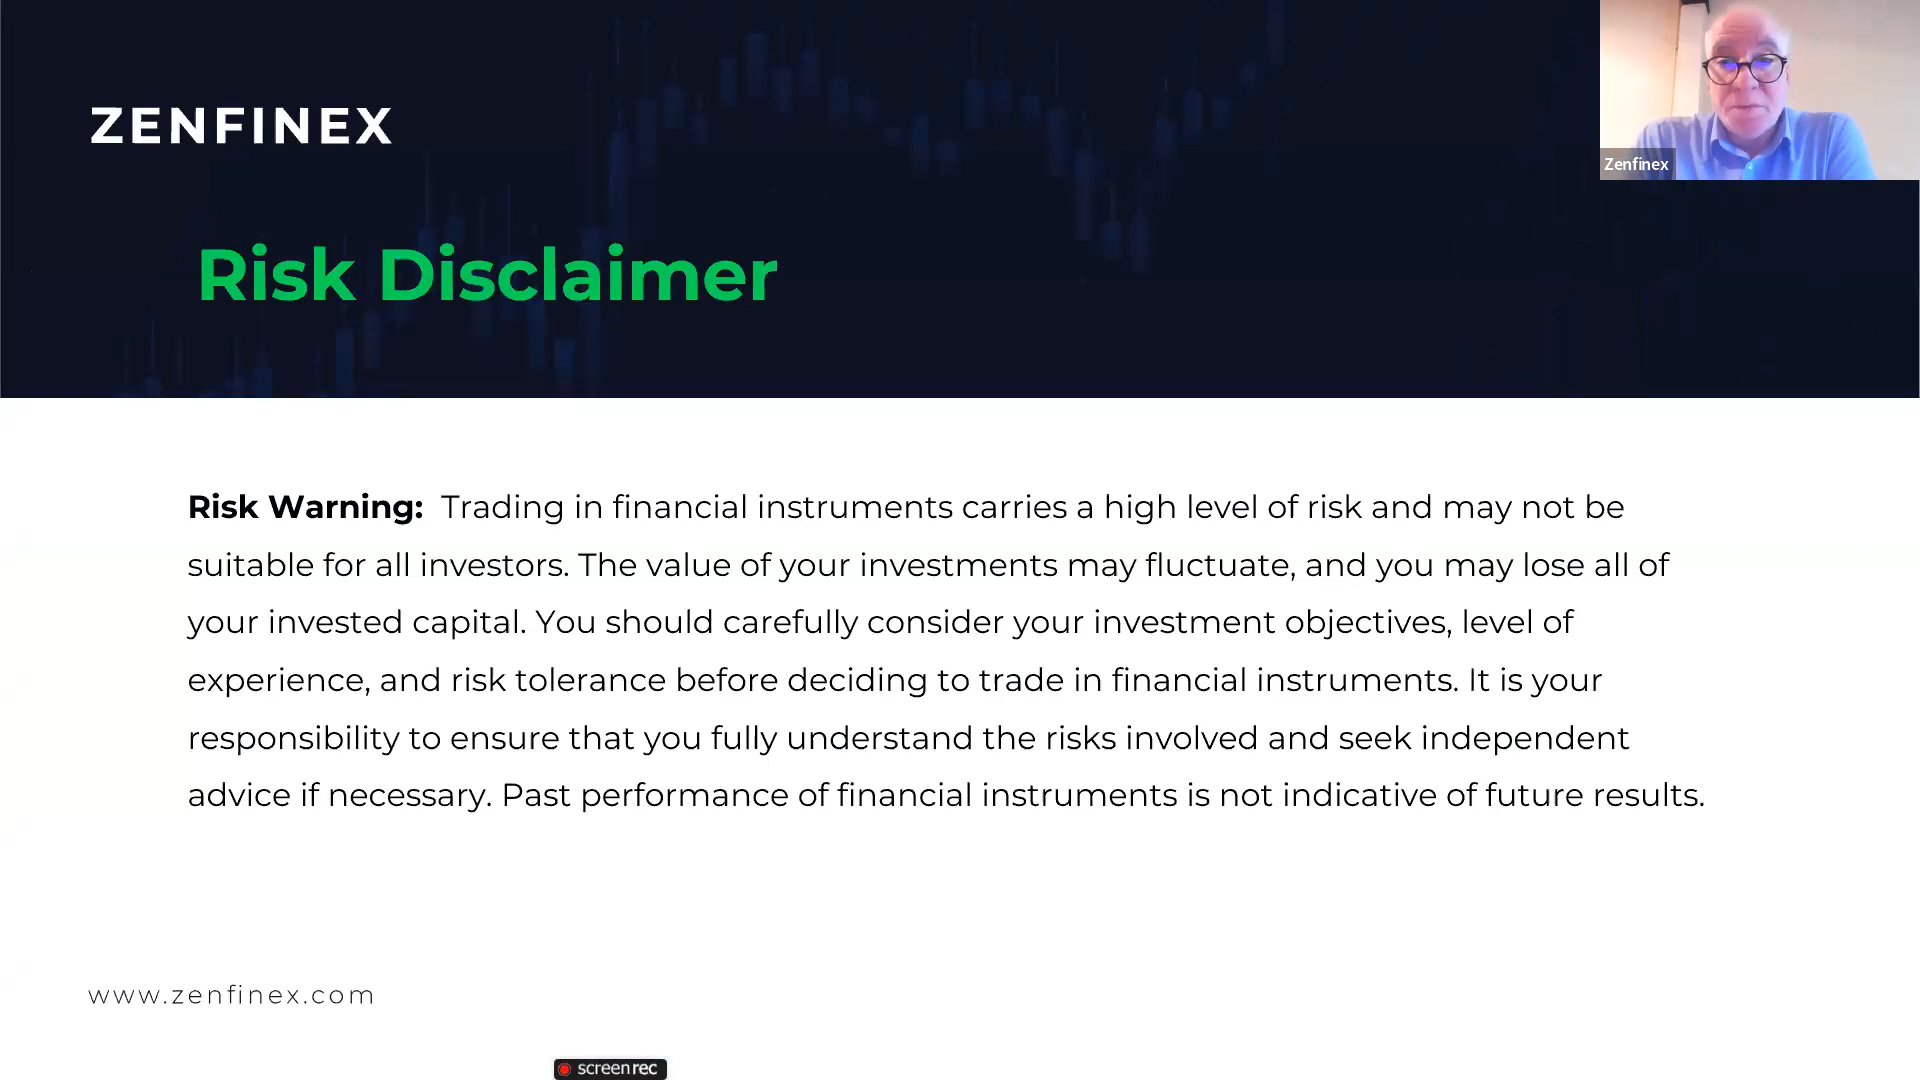 ZENFINEX
Zenfinex
Risk Disclaimer
Risk Warning: Trading in financial instruments carries a high level of risk and may not be
suitable for all investors. The value of your investments may fluctuate, and you may lose all of
your invested capital. You should carefully consider your investment objectives, level of
experience, and risk tolerance before deciding to trade in financial instruments. It is your
responsibility to ensure that you fully understand the risks involved and seek independent
advice if necessary. Past performance of financial instruments is not indicative of future results.
www.zenfinex.com
screenrec